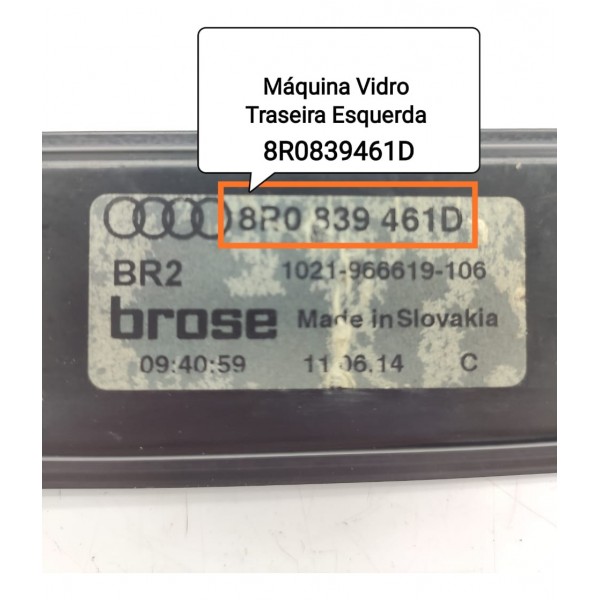 Máquina Vidro
Traseira Esquerda
8R0839461D
8R0 839 461D
BR2 1021-966619-106
brose Made in Slovakia
09:40:59 11.06.14 C